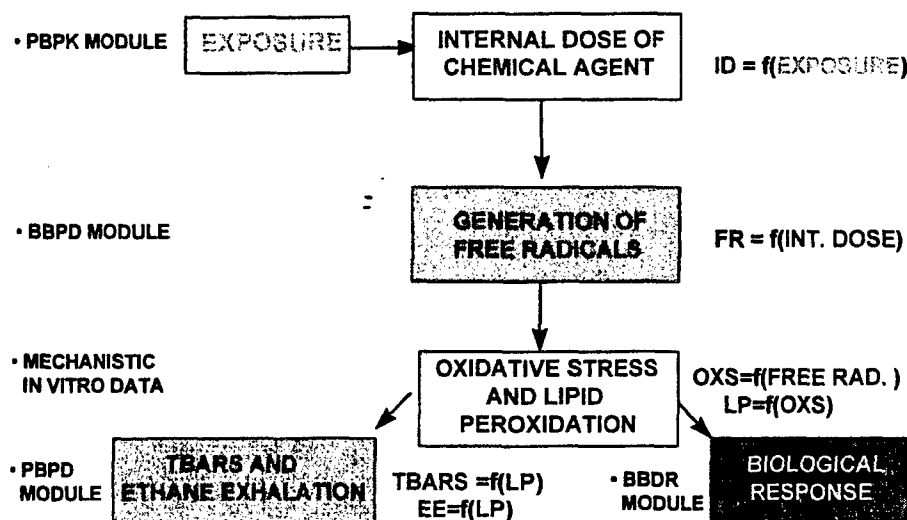 • PBPK MODULE
EXPOSURE
INTERNAL DOSE OF
CHEMICAL AGENT
ID = f(EXPOSURE)
• BBPD MODULE
GENERATION OF
FREE RADICALS
FR = f(INT. DOSE)
• MECHANISTIC
IN VITRO DATA
OXIDATIVE STRESS
AND LIPID
PEROXIDATION
OXS=f(FREE RAD. )
LP=f(OXS)
• PBPD
MODULE
TBARS AND
ETHANE EXHALATION
TBARS =f(LP)
EE=f(LP)
• BBDR
MODULE
BIOLOGICAL
RESPONSE